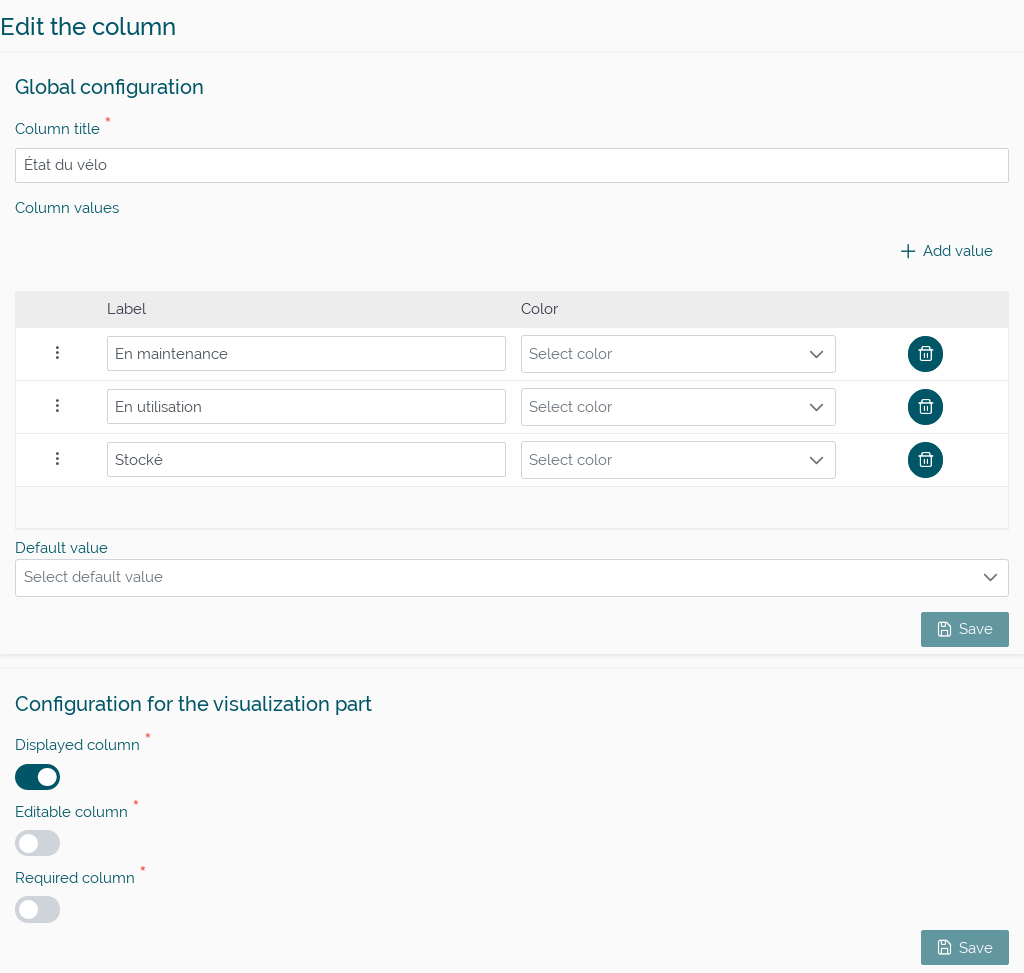 Edit the column
Global configuration
Column title *
État du vélo
Column values
Add value
Label Color
En maintenance Select color
En utilisation Select color
Stocké Select color
Default value
Select default value
Save
Configuration for the visualization part
Displayed column *
Editable column *
Required column *
Save